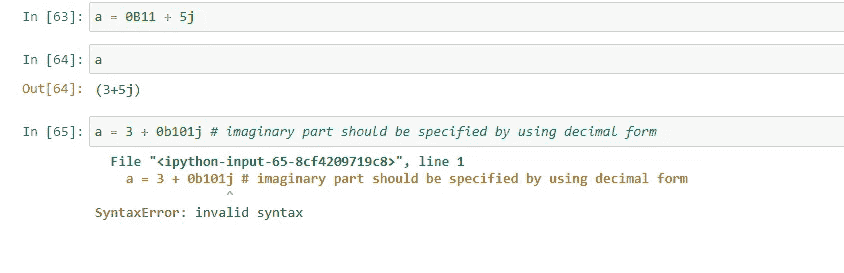 In [63]: a = 0B11 + 5j
In [64]: a
Out[64]: (3+5j)
In [65]: a = 3 + 0b101j # imaginary part should be specified by using decimal form
File "<ipython-input-65-8cf4209719c8>", line 1
a = 3 + 0b101j # imaginary part should be specified by using decimal form
^
SyntaxError: invalid syntax